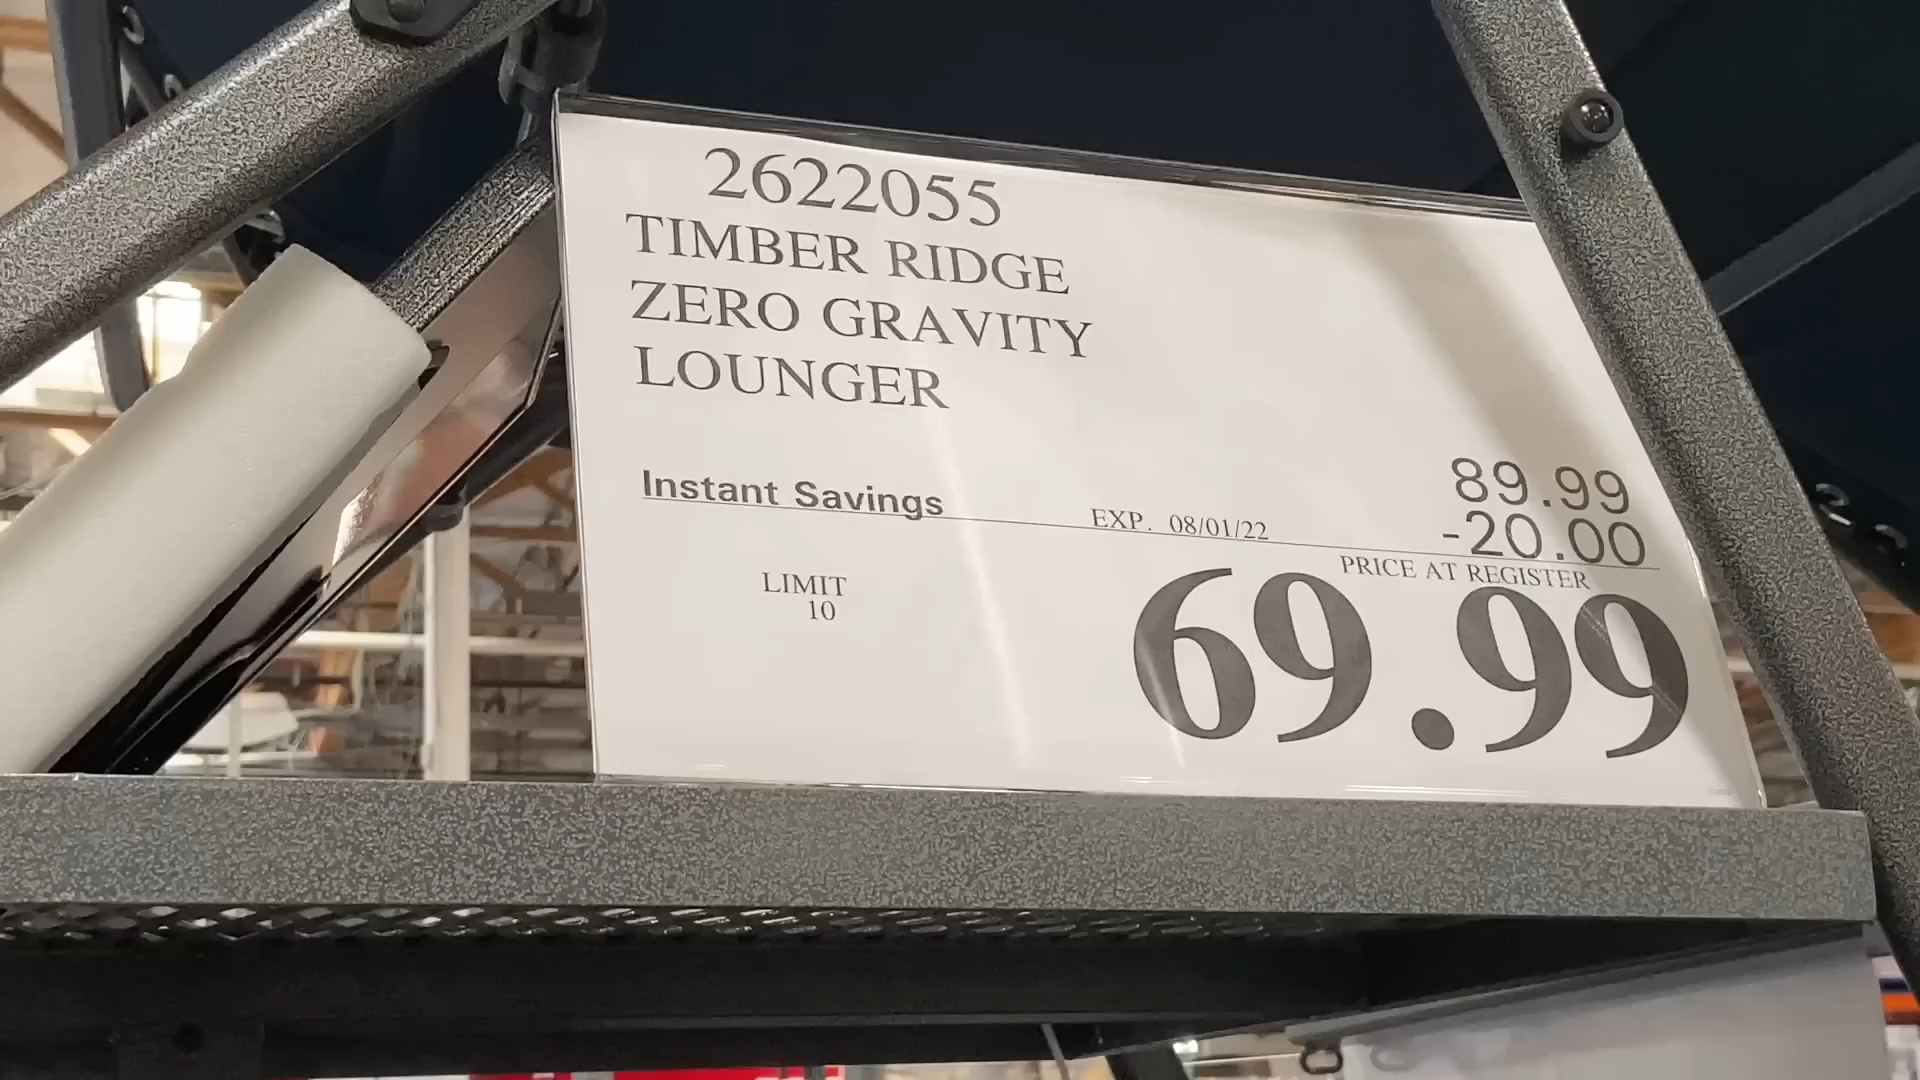 2622055
TIMBER RIDGE
ZERO GRAVITY
LOUNGER
89.99
Instant Savings EXP. 08/01/22 -20.00
PRICE AT REGISTER
LIMIT
10
69.99